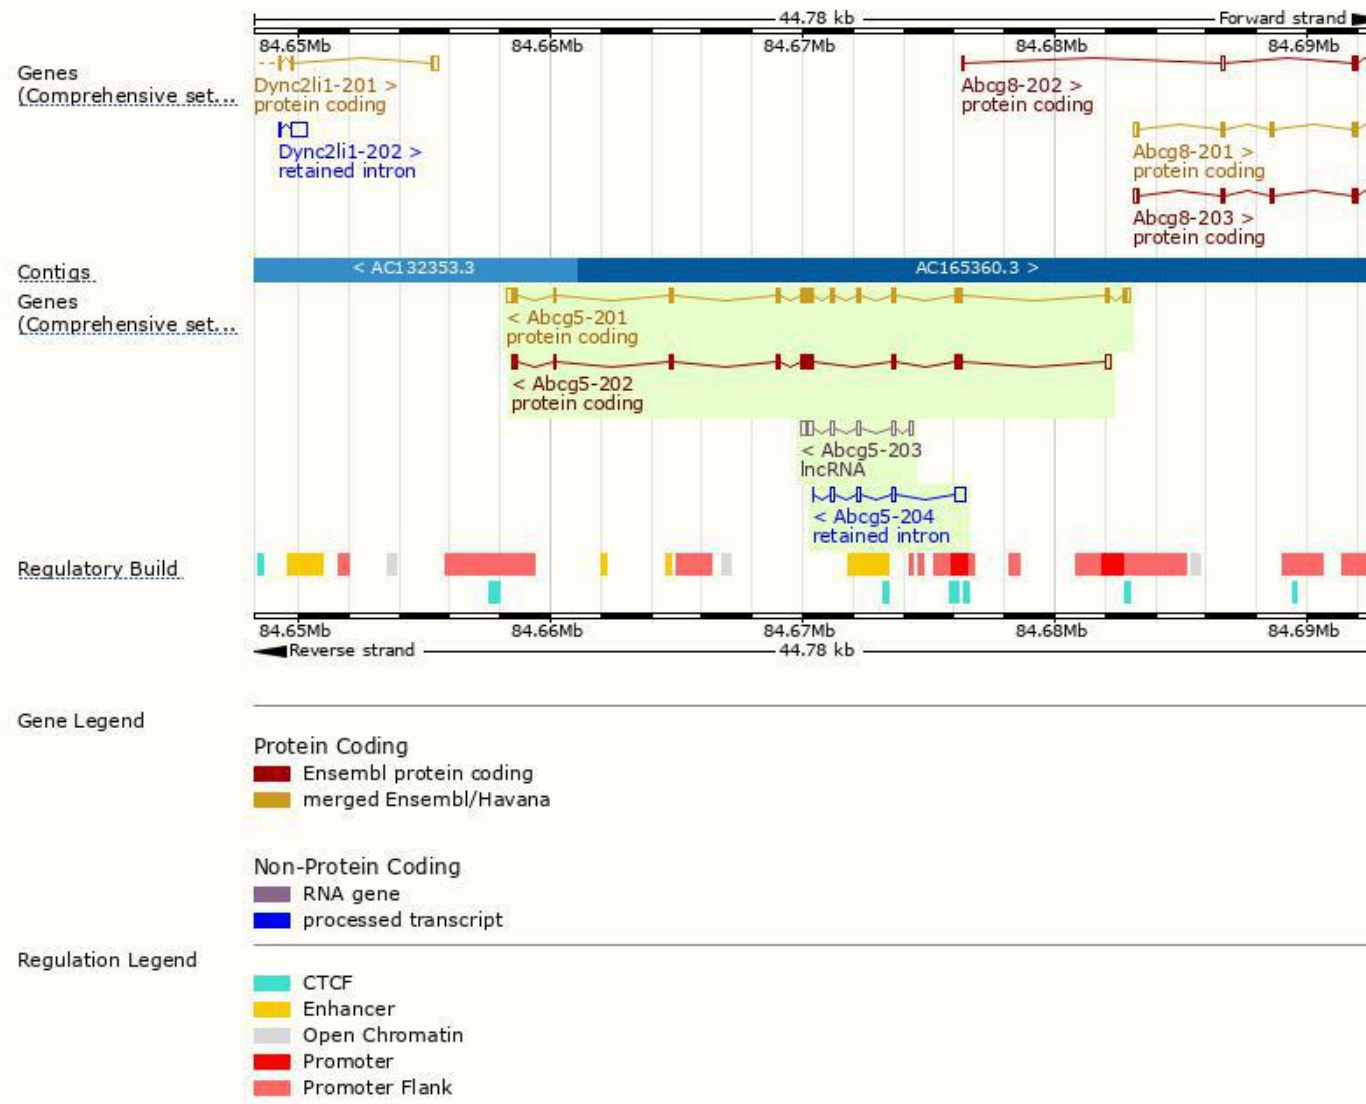 44.78 kb Forward strand
84.65Mb 84.66Mb 84.67Mb 84.68Mb 84.69Mb
Genes
(Comprehensive set...
Dync2li1-201 >
protein coding
Abcg8-202 >
protein coding
Dync2li1-202 >
retained intron
Abcg8-201 >
protein coding
Abcg8-203 >
protein coding
Contigs
< AC132353.3 AC165360.3 >
Genes
(Comprehensive set...
< Abcg5-201
protein coding
< Abcg5-202
protein coding
< Abcg5-203
lncRNA
< Abcg5-204
retained intron
Regulatory Build
84.65Mb 84.66Mb 84.67Mb 84.68Mb 84.69Mb
Reverse strand 44.78 kb
Gene Legend
Protein Coding
Ensembl protein coding
merged Ensembl/Havana
Non-Protein Coding
RNA gene
processed transcript
Regulation Legend
CTCF
Enhancer
Open Chromatin
Promoter
Promoter Flank